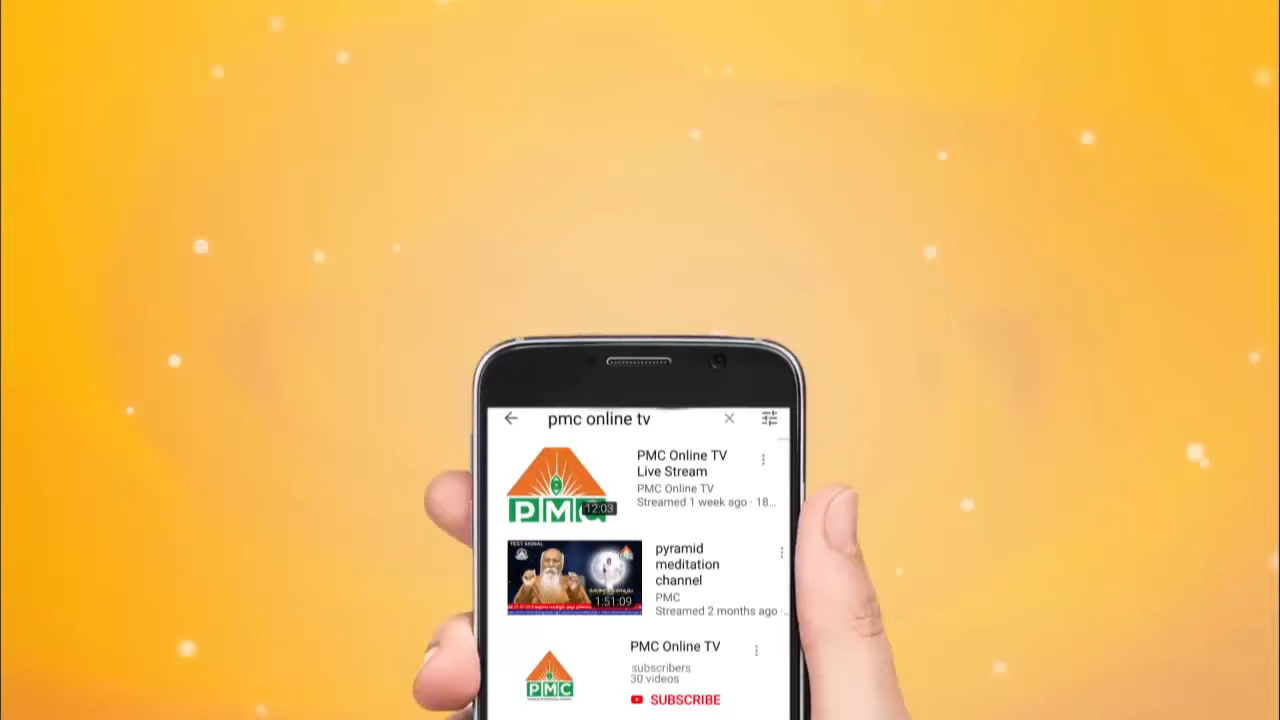 pmc online tv
PMC Online TV
Live Stream
PMC Online TV
Streamed 1 week ago · 18...
PMC
12:03
TEST SIGNAL
1:51:09
pyramid
meditation
channel
PMC
Streamed 2 months ago ·
PMC Online TV
subscribers
30 videos
SUBSCRIBE
PMC